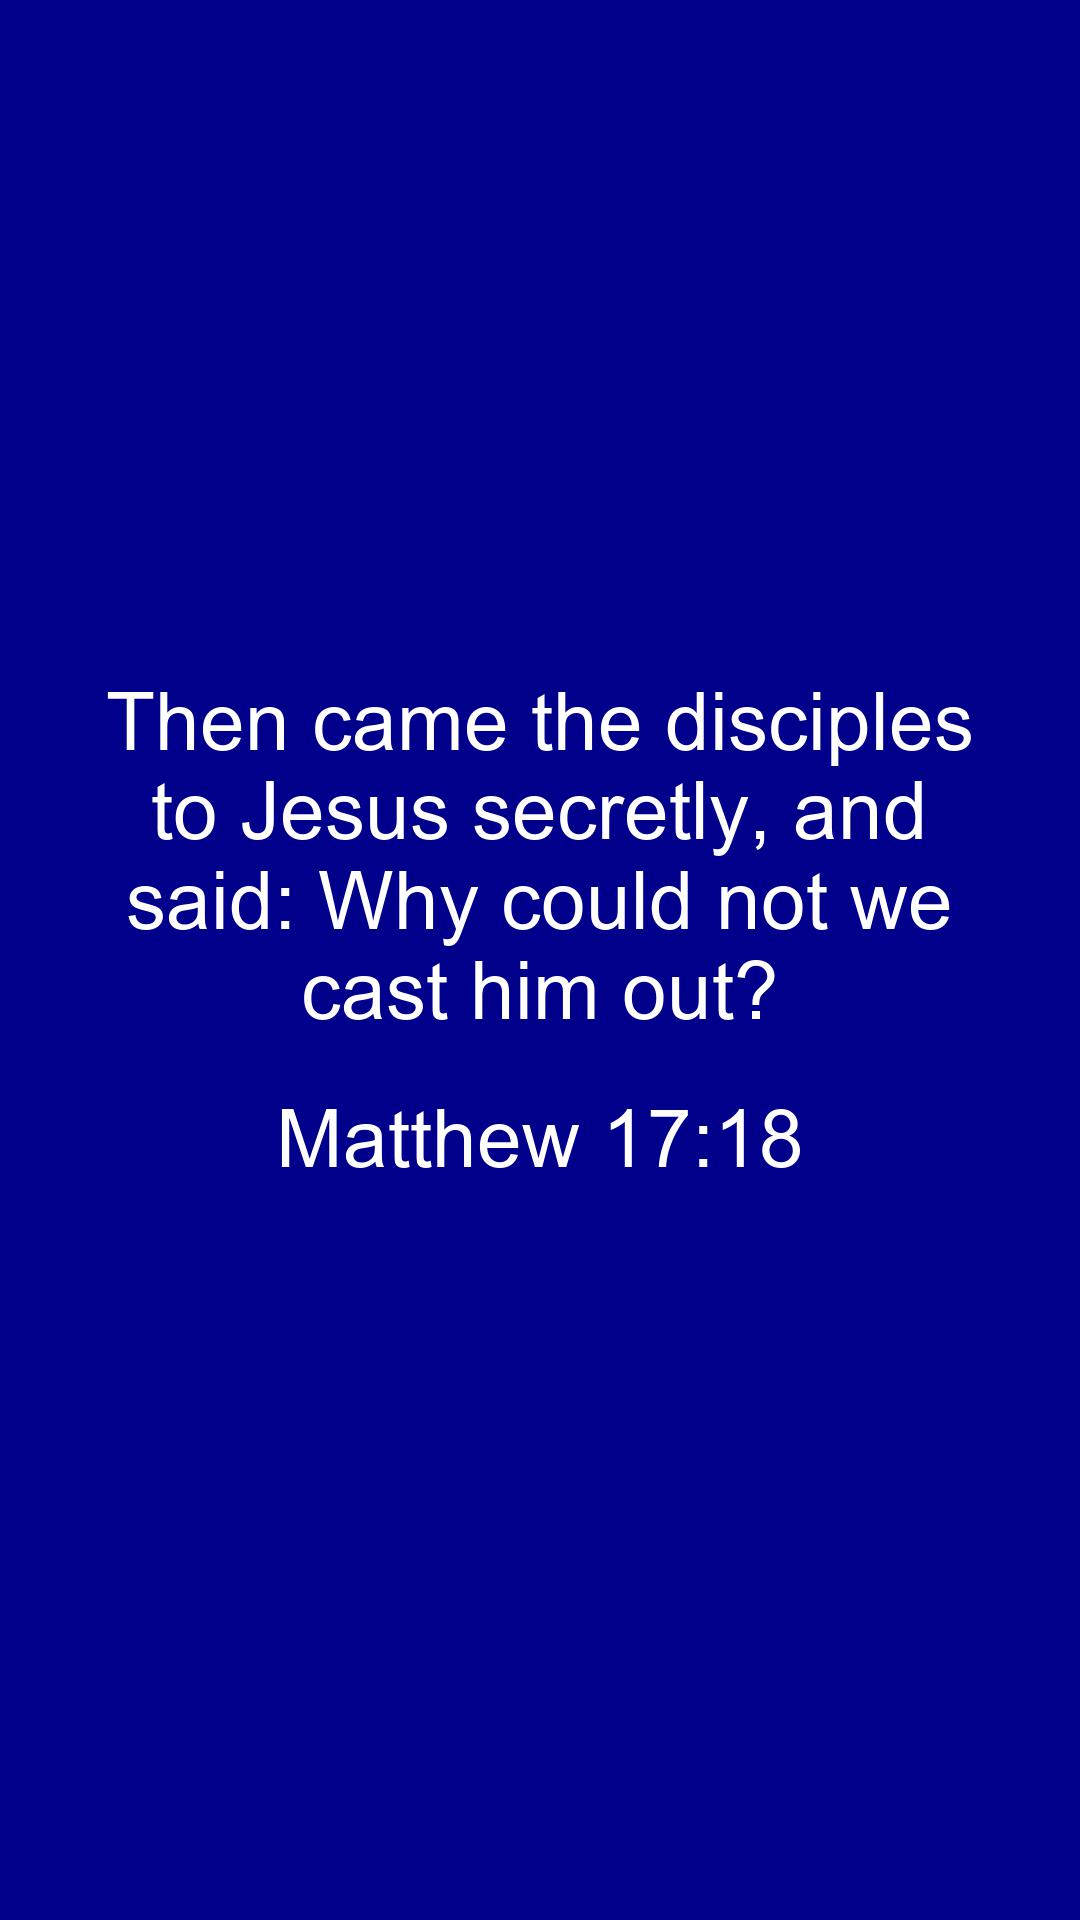 Then came the disciples
to Jesus secretly, and
said: Why could not we
cast him out?
Matthew 17:18